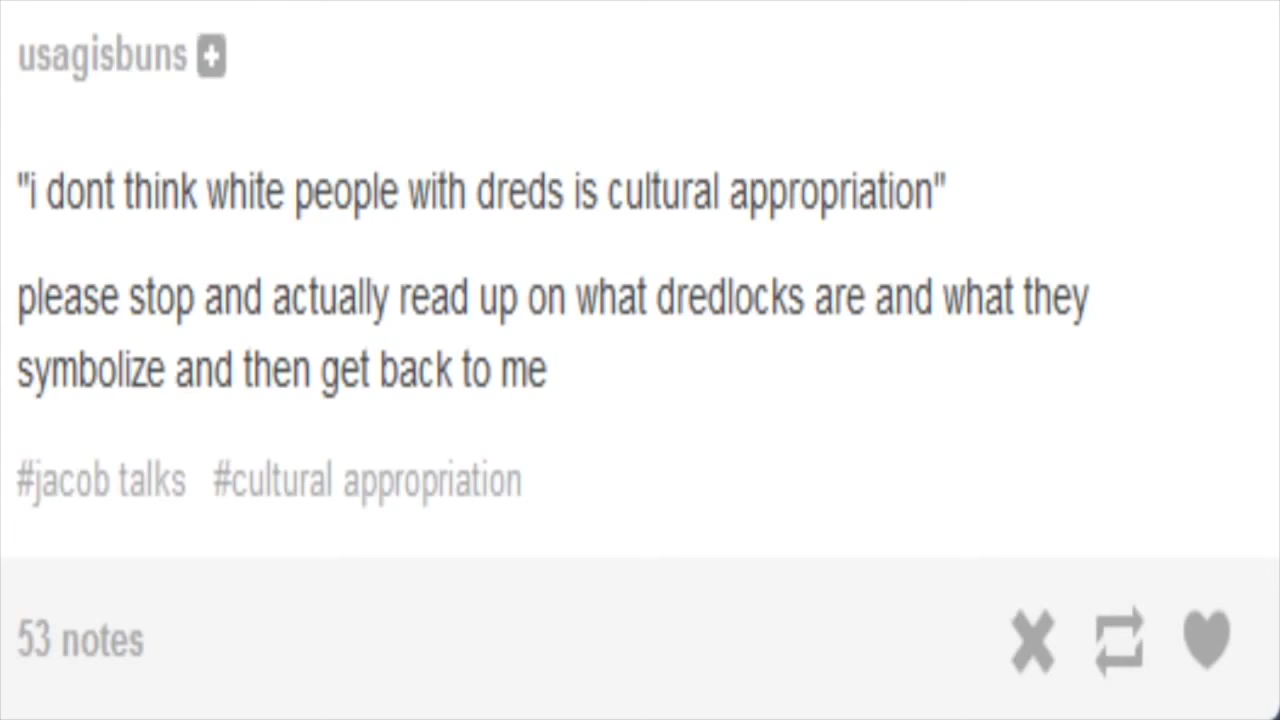 usagisbuns
"i dont think white people with dreds is cultural appropriation"
please stop and actually read up on what dredlocks are and what they
symbolize and then get back to me
#jacob talks #cultural appropriation
53 notes